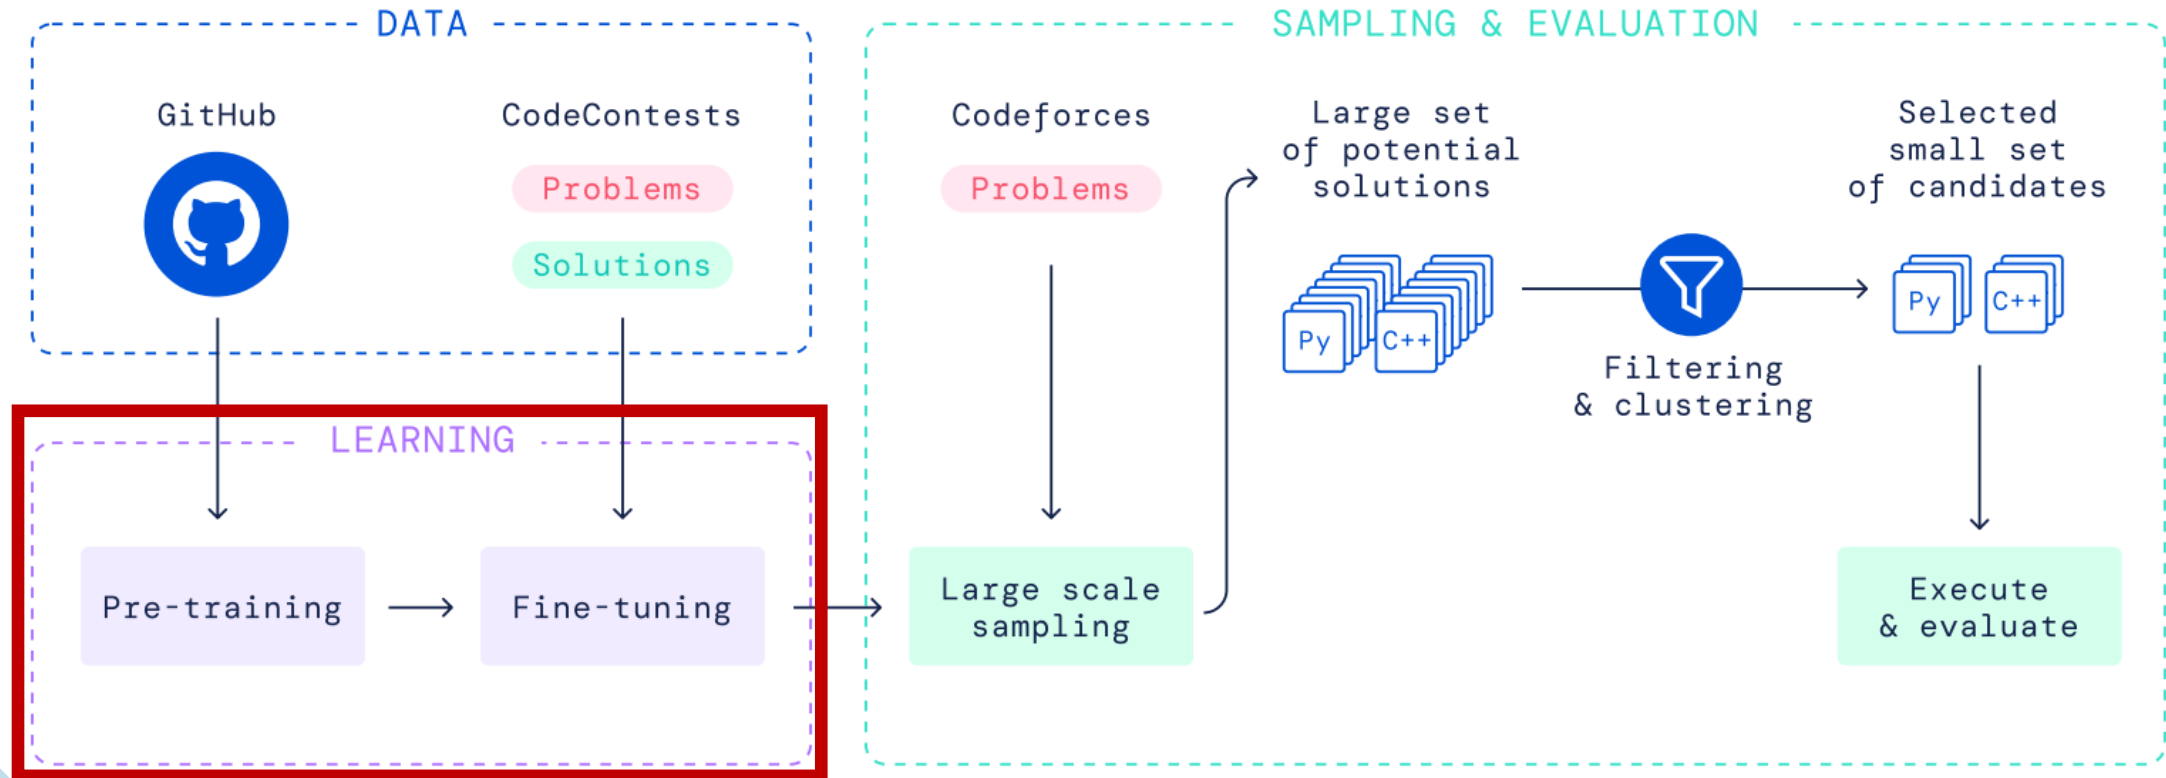 DATA
GitHub
CodeContests
Problems
Solutions
LEARNING
Pre-training
Fine-tuning
SAMPLING & EVALUATION
Codeforces
Problems
Large scale
sampling
Large set
of potential
solutions
Py
C++
Filtering
& clustering
Selected
small set
of candidates
Py
C++
Execute
& evaluate